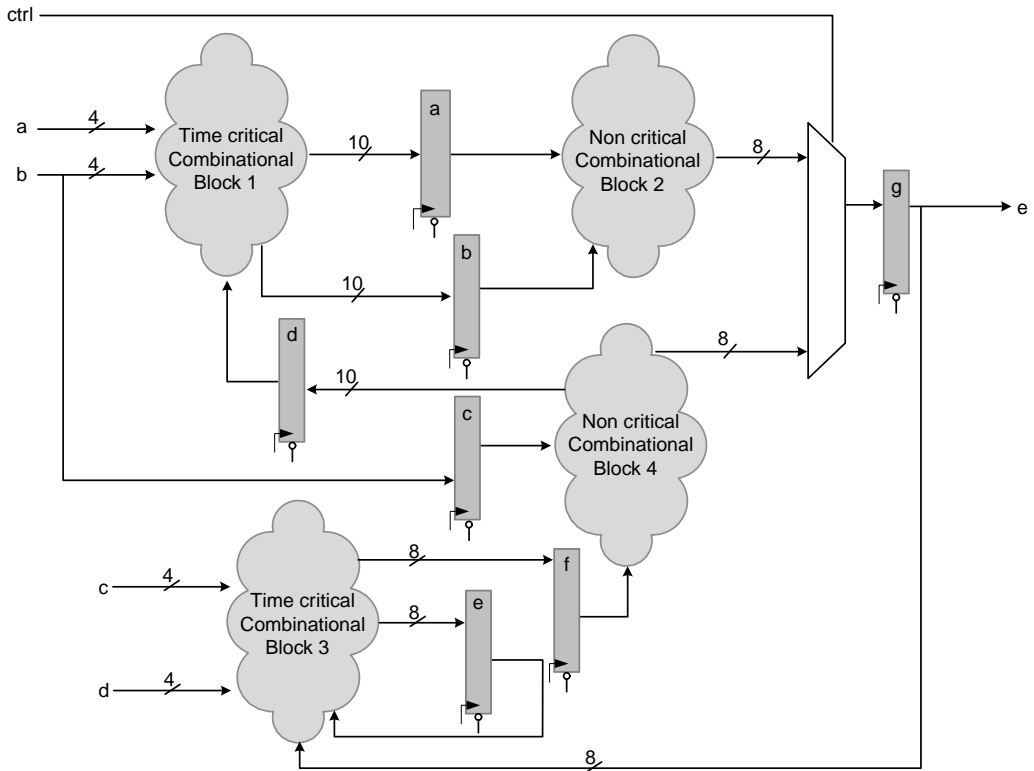 ctrl
a
4
b
4
Time critical
Combinational
Block 1
10
a
Non critical
Combinational
Block 2
8
g
e
10
b
d
10
8
c
Non critical
Combinational
Block 4
c
4
d
4
Time critical
Combinational
Block 3
8
f
8
e
8